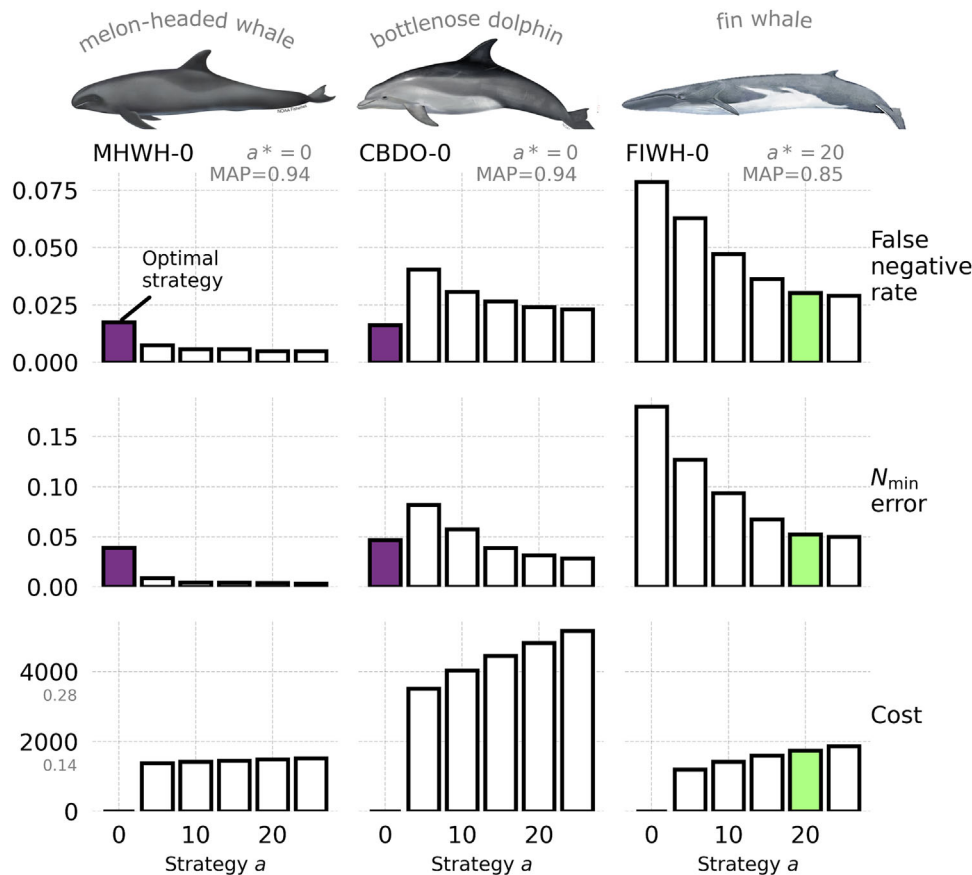 melon-headed whale
bottlenose dolphin
fin whale
NOAA Fisheries
MHWH-0
a* = 0
MAP=0.94
CBDO-0
a* = 0
MAP=0.94
FIWH-0
a* = 20
MAP=0.85
0.075
0.050
0.025
0.000
Optimal
strategy
False
negative
rate
0.15
0.10
0.05
0.00
Nmin
error
4000
0.28
2000
0.14
0
Cost
0 10 20
0 10 20
0 10 20
Strategy a
Strategy a
Strategy a